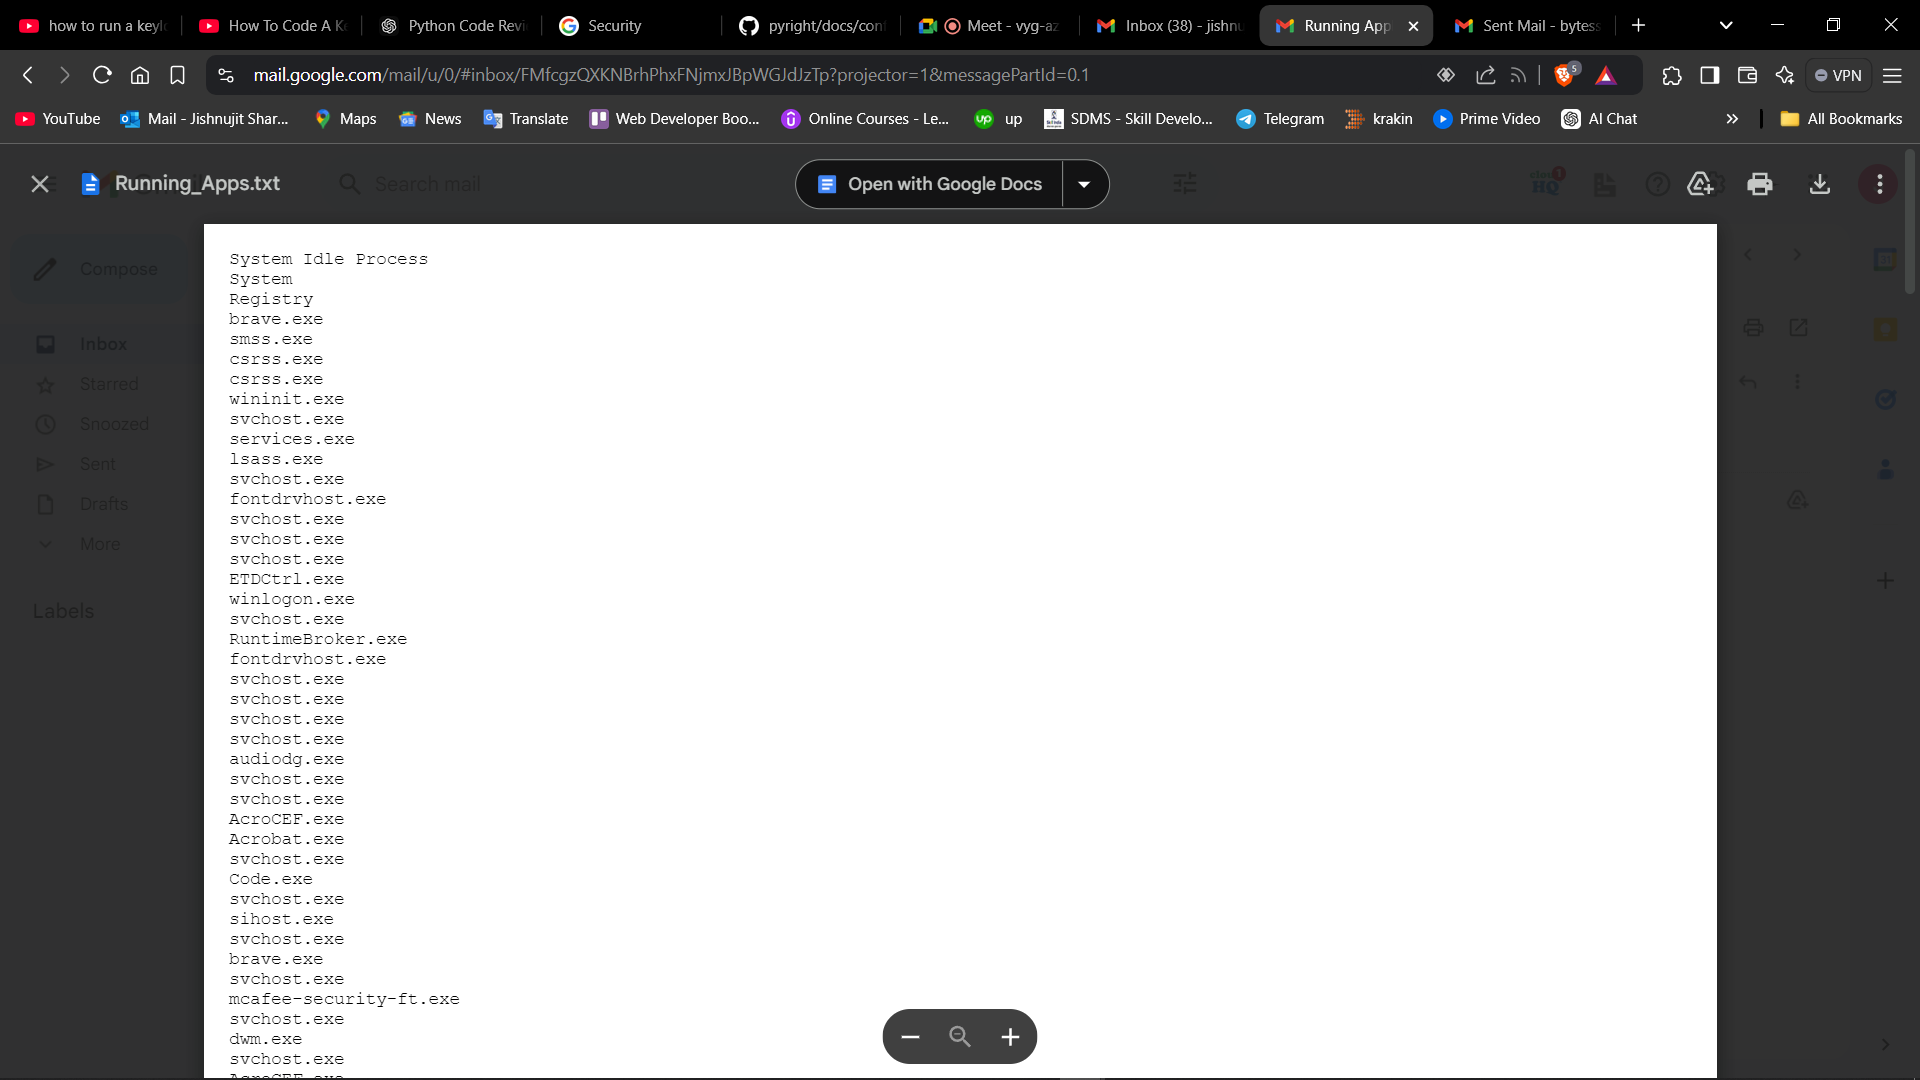 how to run a keylo
How To Code A Ke
Python Code Revi
Security
pyright/docs/conf
Meet - vyg-az
Inbox (38) - jishnu
Running App
Sent Mail - bytess
mail.google.com/mail/u/0/#inbox/FMfcgzQXKNBrhPhxFNjmxJBpWGJdJzTp?projector=1&messagePartId=0.1
5
VPN
YouTube
Mail - Jishnujit Shar...
Maps
News
Translate
Web Developer Boo...
Online Courses - Le...
up
SDMS - Skill Develo...
Telegram
krakin
Prime Video
AI Chat
All Bookmarks
Running_Apps.txt
Search mail
Open with Google Docs
HQ
1
Compose
Inbox
Starred
Snoozed
Sent
Drafts
More
Labels
System Idle Process
System
Registry
brave.exe
smss.exe
csrss.exe
csrss.exe
wininit.exe
svchost.exe
services.exe
lsass.exe
svchost.exe
fontdrvhost.exe
svchost.exe
svchost.exe
svchost.exe
ETDCtrl.exe
winlogon.exe
svchost.exe
RuntimeBroker.exe
fontdrvhost.exe
svchost.exe
svchost.exe
svchost.exe
svchost.exe
audiodg.exe
svchost.exe
svchost.exe
AcroCEF.exe
Acrobat.exe
svchost.exe
Code.exe
svchost.exe
sihost.exe
svchost.exe
brave.exe
svchost.exe
mcafee-security-ft.exe
svchost.exe
dwm.exe
svchost.exe
AcroCEF.exe